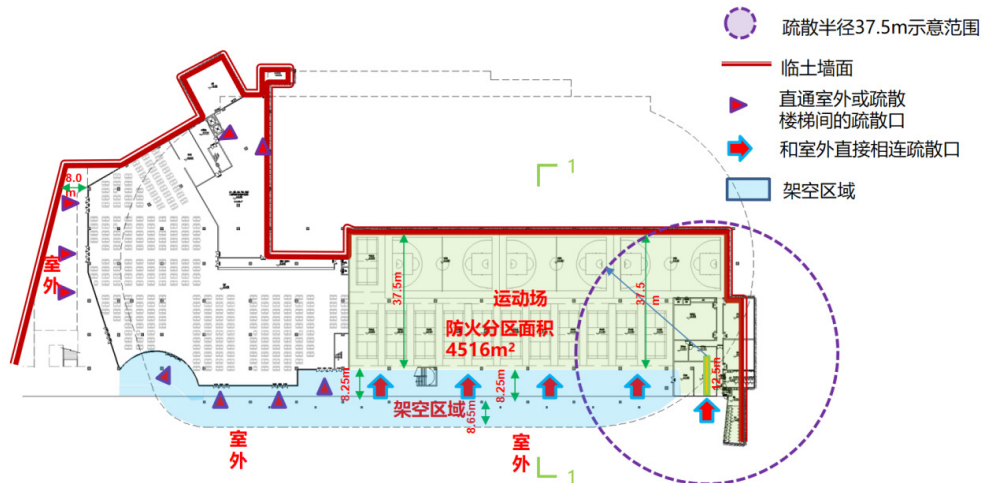 疏散半径37.5m示意范围
临土墙面
直通室外或疏散
楼梯间的疏散口
和室外直接相连疏散口
架空区域
1
8.0
m
室
外
37.5m
运动场
防火分区面积
4516m²
37.5
m
8.25m
8.25m
12.5m
架空区域
8.65m
室
外
室
外
1